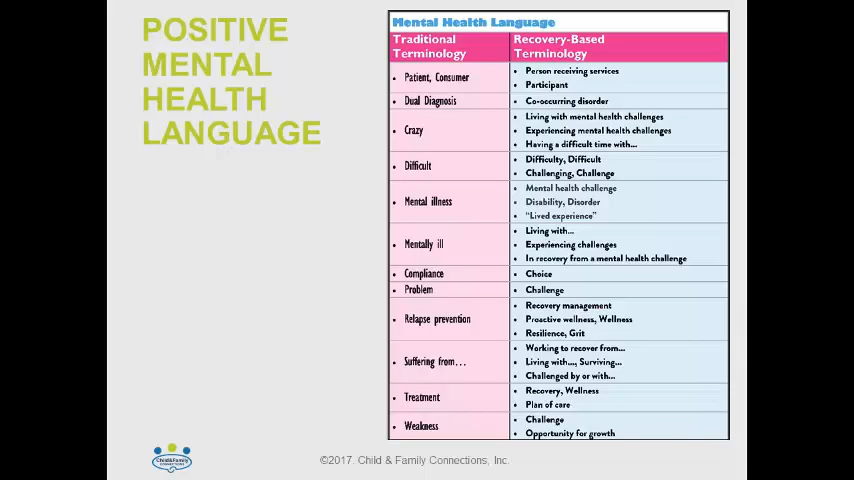 POSITIVE
MENTAL
HEALTH
LANGUAGE
Mental Health Language
Traditional Terminology
Recovery-Based Terminology
• Patient, Consumer
• Person receiving services
• Participant
• Dual Diagnosis
• Co-occurring disorder
• Crazy
• Living with mental health challenges
• Experiencing mental health challenges
• Having a difficult time with...
• Difficult
• Difficulty, Difficult
• Challenging, Challenge
• Mental illness
• Mental health challenge
• Disability, Disorder
• "Lived experience"
• Mentally ill
• Living with...
• Experiencing challenges
• In recovery from a mental health challenge
• Compliance
• Choice
• Problem
• Challenge
• Relapse prevention
• Recovery management
• Proactive wellness, Wellness
• Resilience, Grit
• Suffering from...
• Working to recover from...
• Living with..., Surviving...
• Challenged by or with...
• Treatment
• Recovery, Wellness
• Plan of care
• Weakness
• Challenge
• Opportunity for growth
Child&Family
CONNECTIONS
©2017. Child & Family Connections, Inc.